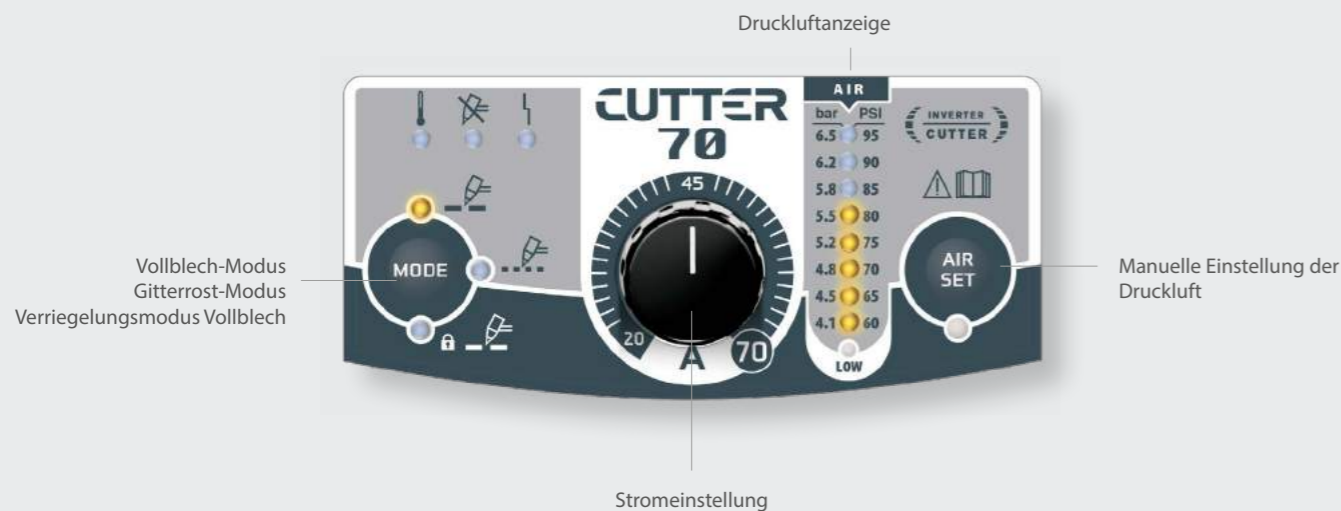 Druckluftanzeige
CUTTER
70
AIR
bar PSI
6.5 95
6.2 90
5.8 85
5.5 80
5.2 75
4.8 70
4.5 65
4.1 60
LOW
INVERTER
CUTTER
MODE
45
20
A
70
AIR
SET
Vollblech-Modus
Gitterrost-Modus
Verriegelungsmodus Vollblech
Manuelle Einstellung der
Druckluft
Stromeinstellung